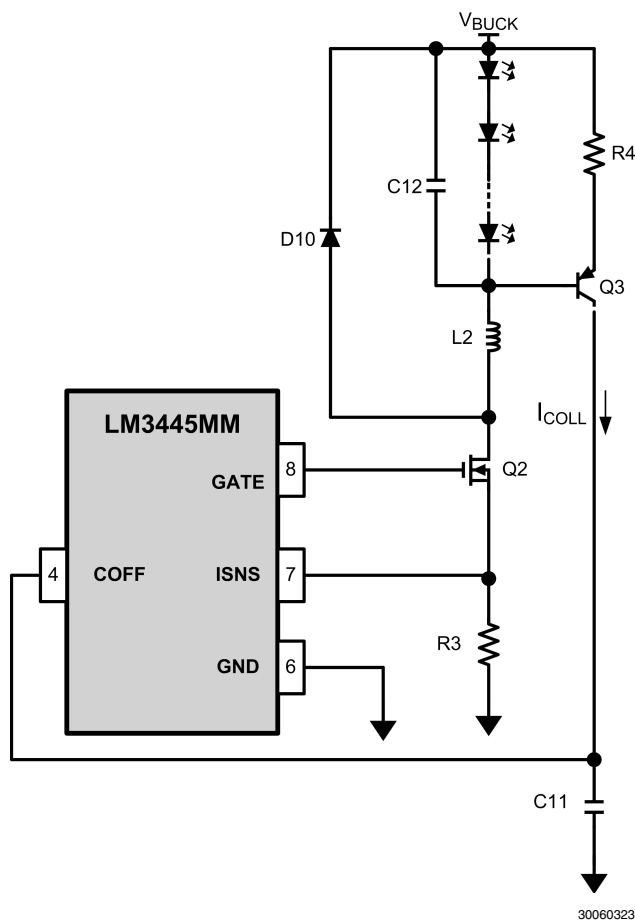 VBUCK
R4
C12
D10
Q3
L2
ICOLL
LM3445MM
8
GATE
Q2
4
COFF
ISNS
7
R3
GND
6
C11
30060323